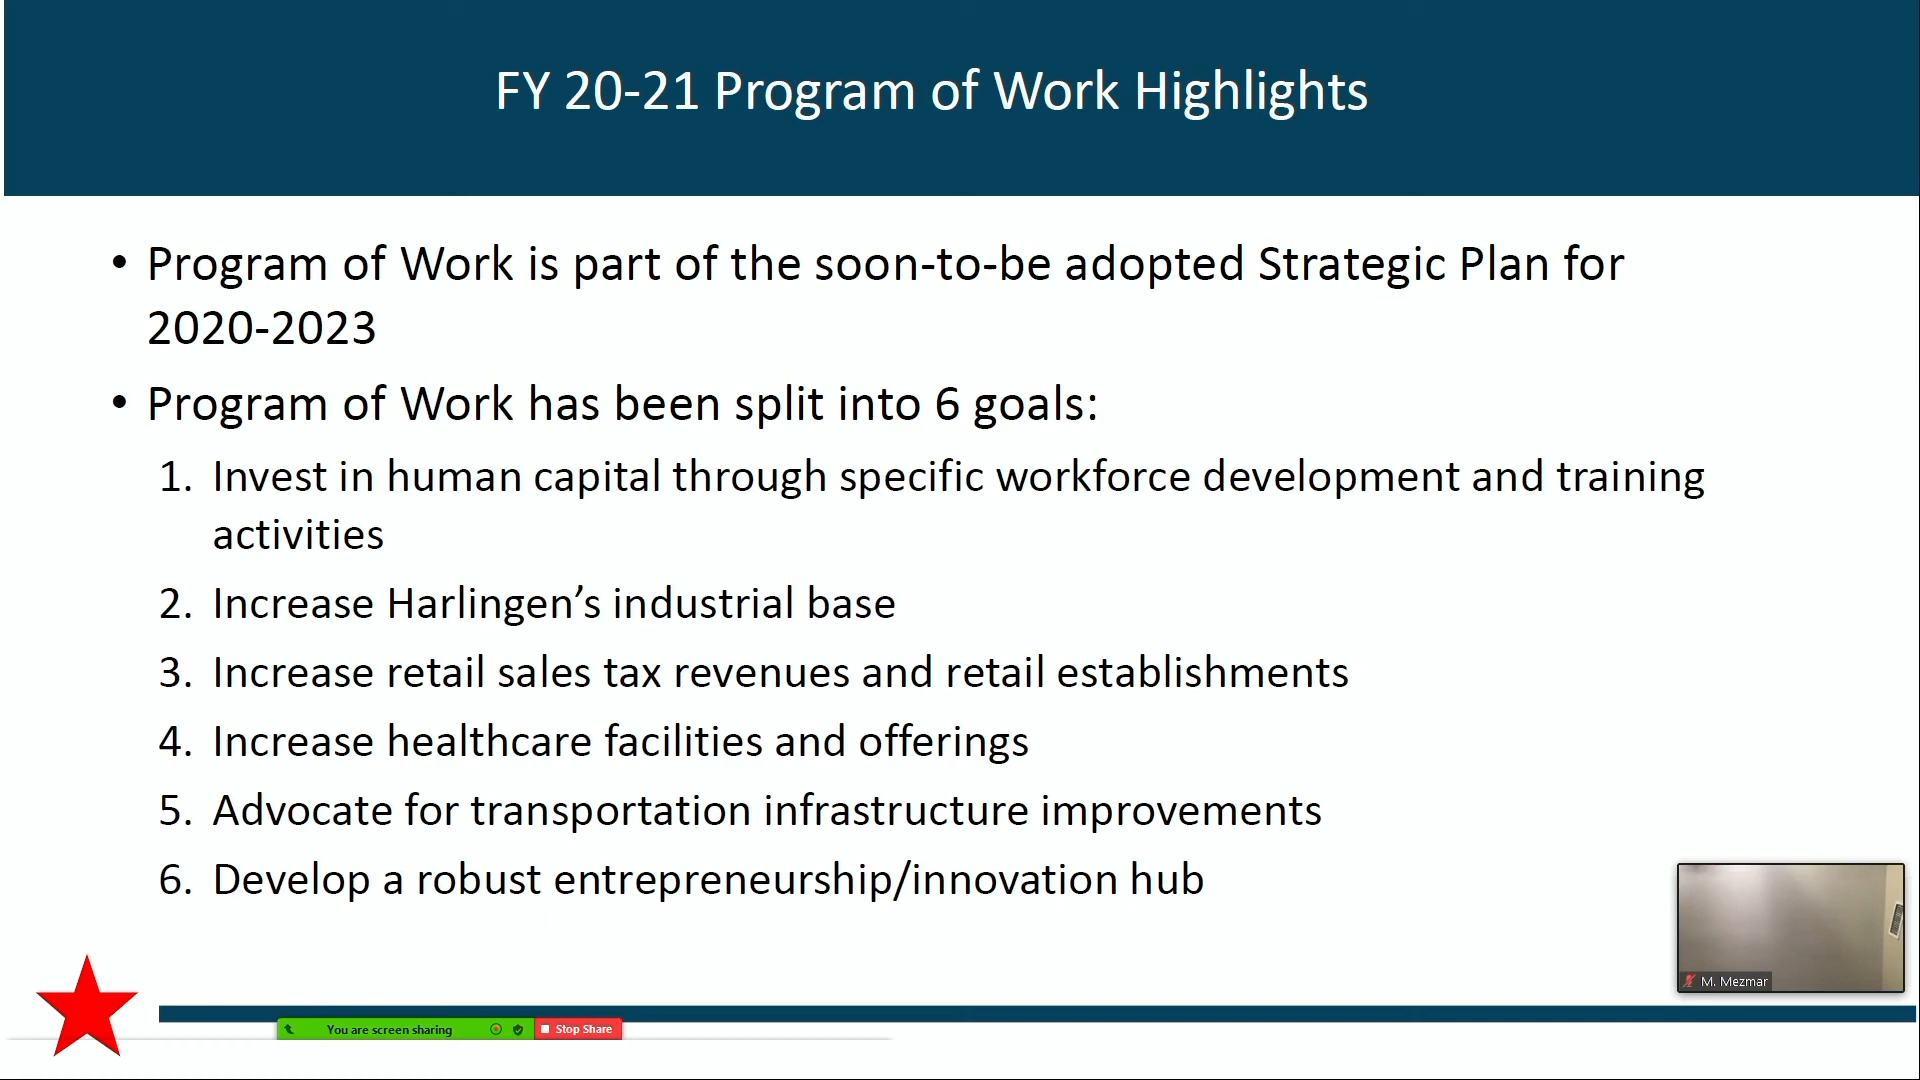 FY 20-21 Program of Work Highlights
• Program of Work is part of the soon-to-be adopted Strategic Plan for
2020-2023
• Program of Work has been split into 6 goals:
1. Invest in human capital through specific workforce development and training
activities
2. Increase Harlingen’s industrial base
3. Increase retail sales tax revenues and retail establishments
4. Increase healthcare facilities and offerings
5. Advocate for transportation infrastructure improvements
6. Develop a robust entrepreneurship/innovation hub
M. Mezmar
You are screen sharing
Stop Share